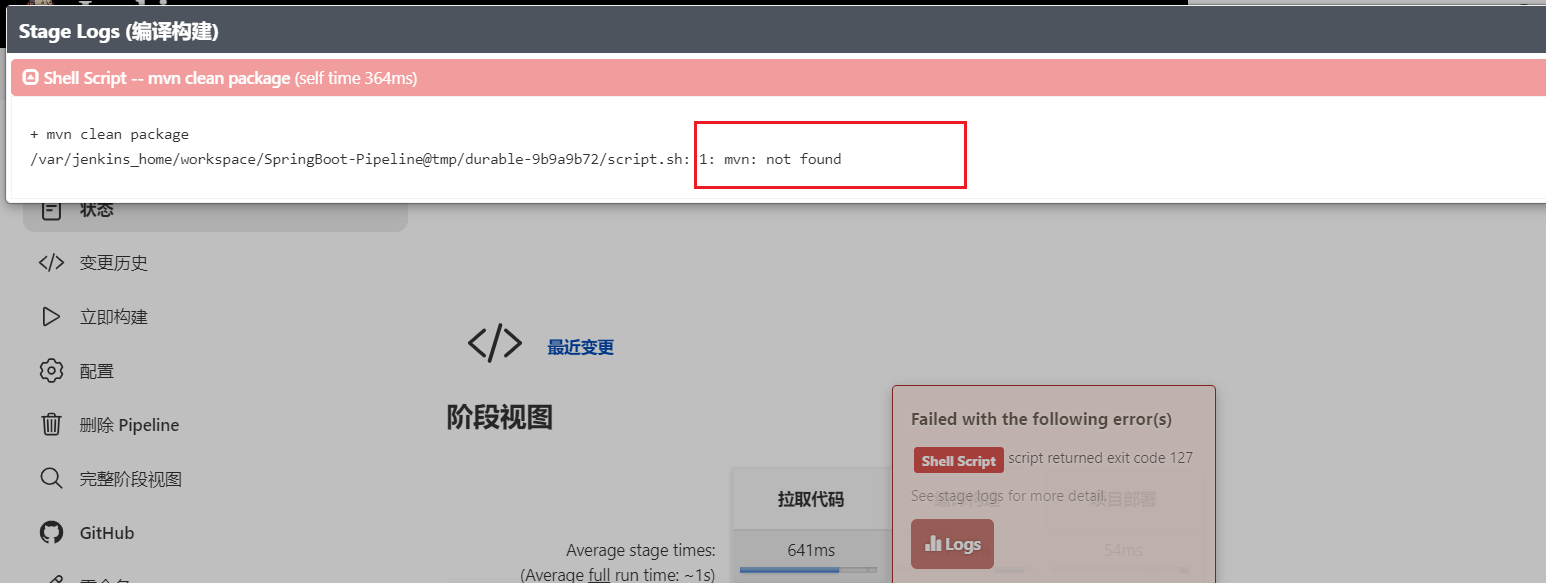 Stage Logs (编译构建)
Shell Script -- mvn clean package (self time 364ms)
+ mvn clean package
/var/jenkins_home/workspace/SpringBoot-Pipeline@tmp/durable-9b9a9b72/script.sh: 1: mvn: not found
状态
变更历史
立即构建
配置
删除 Pipeline
完整阶段视图
GitHub
最近变更
阶段视图
Failed with the following error(s)
Shell Script script returned exit code 127
See stage logs for more detail.
Logs
拉取代码
项目部署
Average stage times:
641ms
54ms
(Average full run time: ~1s)